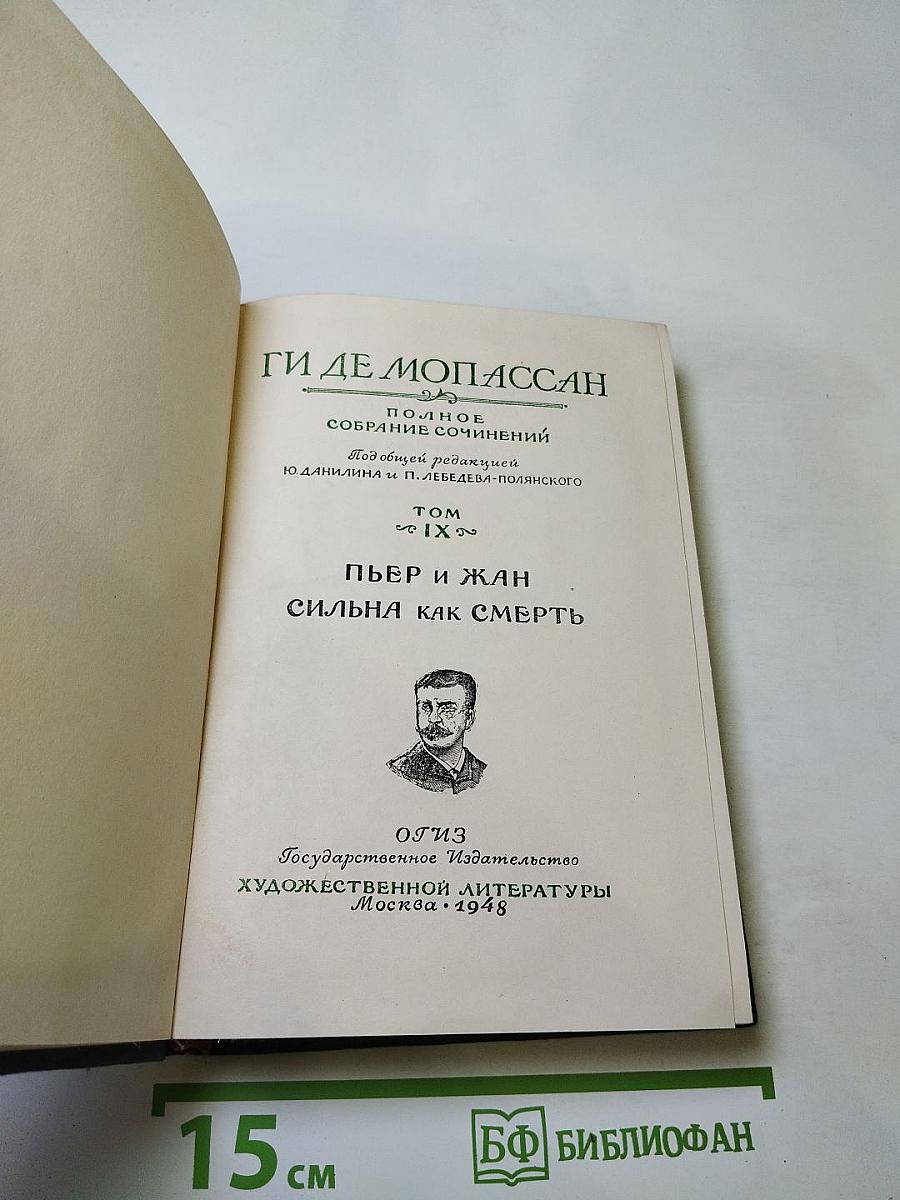 ГИ ДЕ МОПАССАН
ПОЛНОЕ
СОБРАНИЕ СОЧИНЕНИЙ
Под общей редакцией
Ю. ДАНИЛИНА и П. ЛЕБЕДЕВА-ПОЛЯНСКОГО
ТОМ
IX
ПЬЕР и ЖАН
СИЛЬНА как СМЕРТЬ
ОГИЗ
Государственное Издательство
ХУДОЖЕСТВЕННОЙ ЛИТЕРАТУРЫ
Москва • 1948
15 см
БФ БИБЛИОФАН